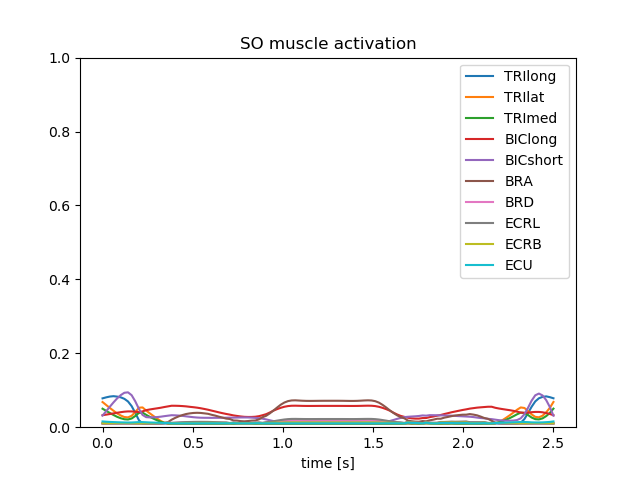 SO muscle activation
1.0
0.8
0.6
0.4
0.2
0.0
TRIlong
TRIlat
TRImed
BIClong
BICshort
BRA
BRD
ECRL
ECRB
ECU
0.0 0.5 1.0 1.5 2.0 2.5
time [s]